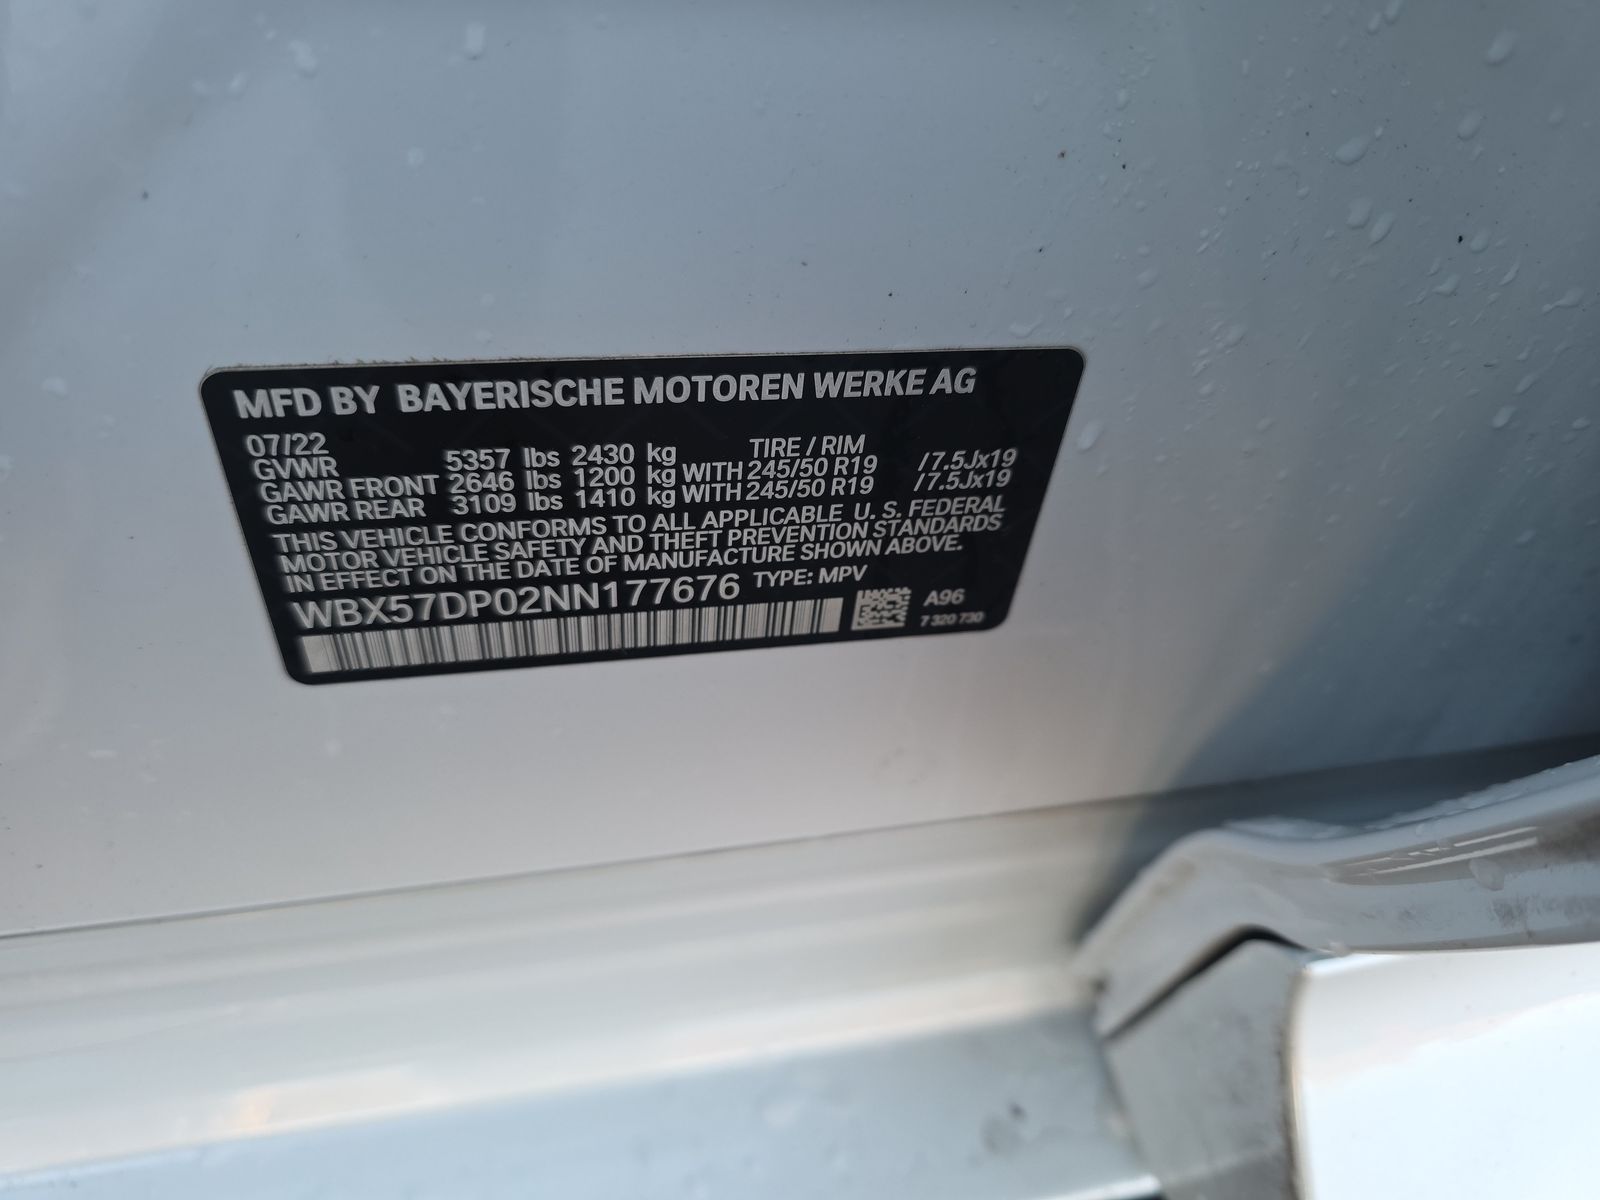 MFD BY BAYERISCHE MOTOREN WERKE AG
07/22 TIRE / RIM
GVWR 5357 lbs 2430 kg
GAWR FRONT 2646 lbs 1200 kg WITH 245/50 R19 /7.5Jx19
GAWR REAR 3109 lbs 1410 kg WITH 245/50 R19 /7.5Jx19
THIS VEHICLE CONFORMS TO ALL APPLICABLE U. S. FEDERAL
MOTOR VEHICLE SAFETY AND THEFT PREVENTION STANDARDS
IN EFFECT ON THE DATE OF MANUFACTURE SHOWN ABOVE.
WBX57DP02NN177676 TYPE: MPV
A96
7 320 730